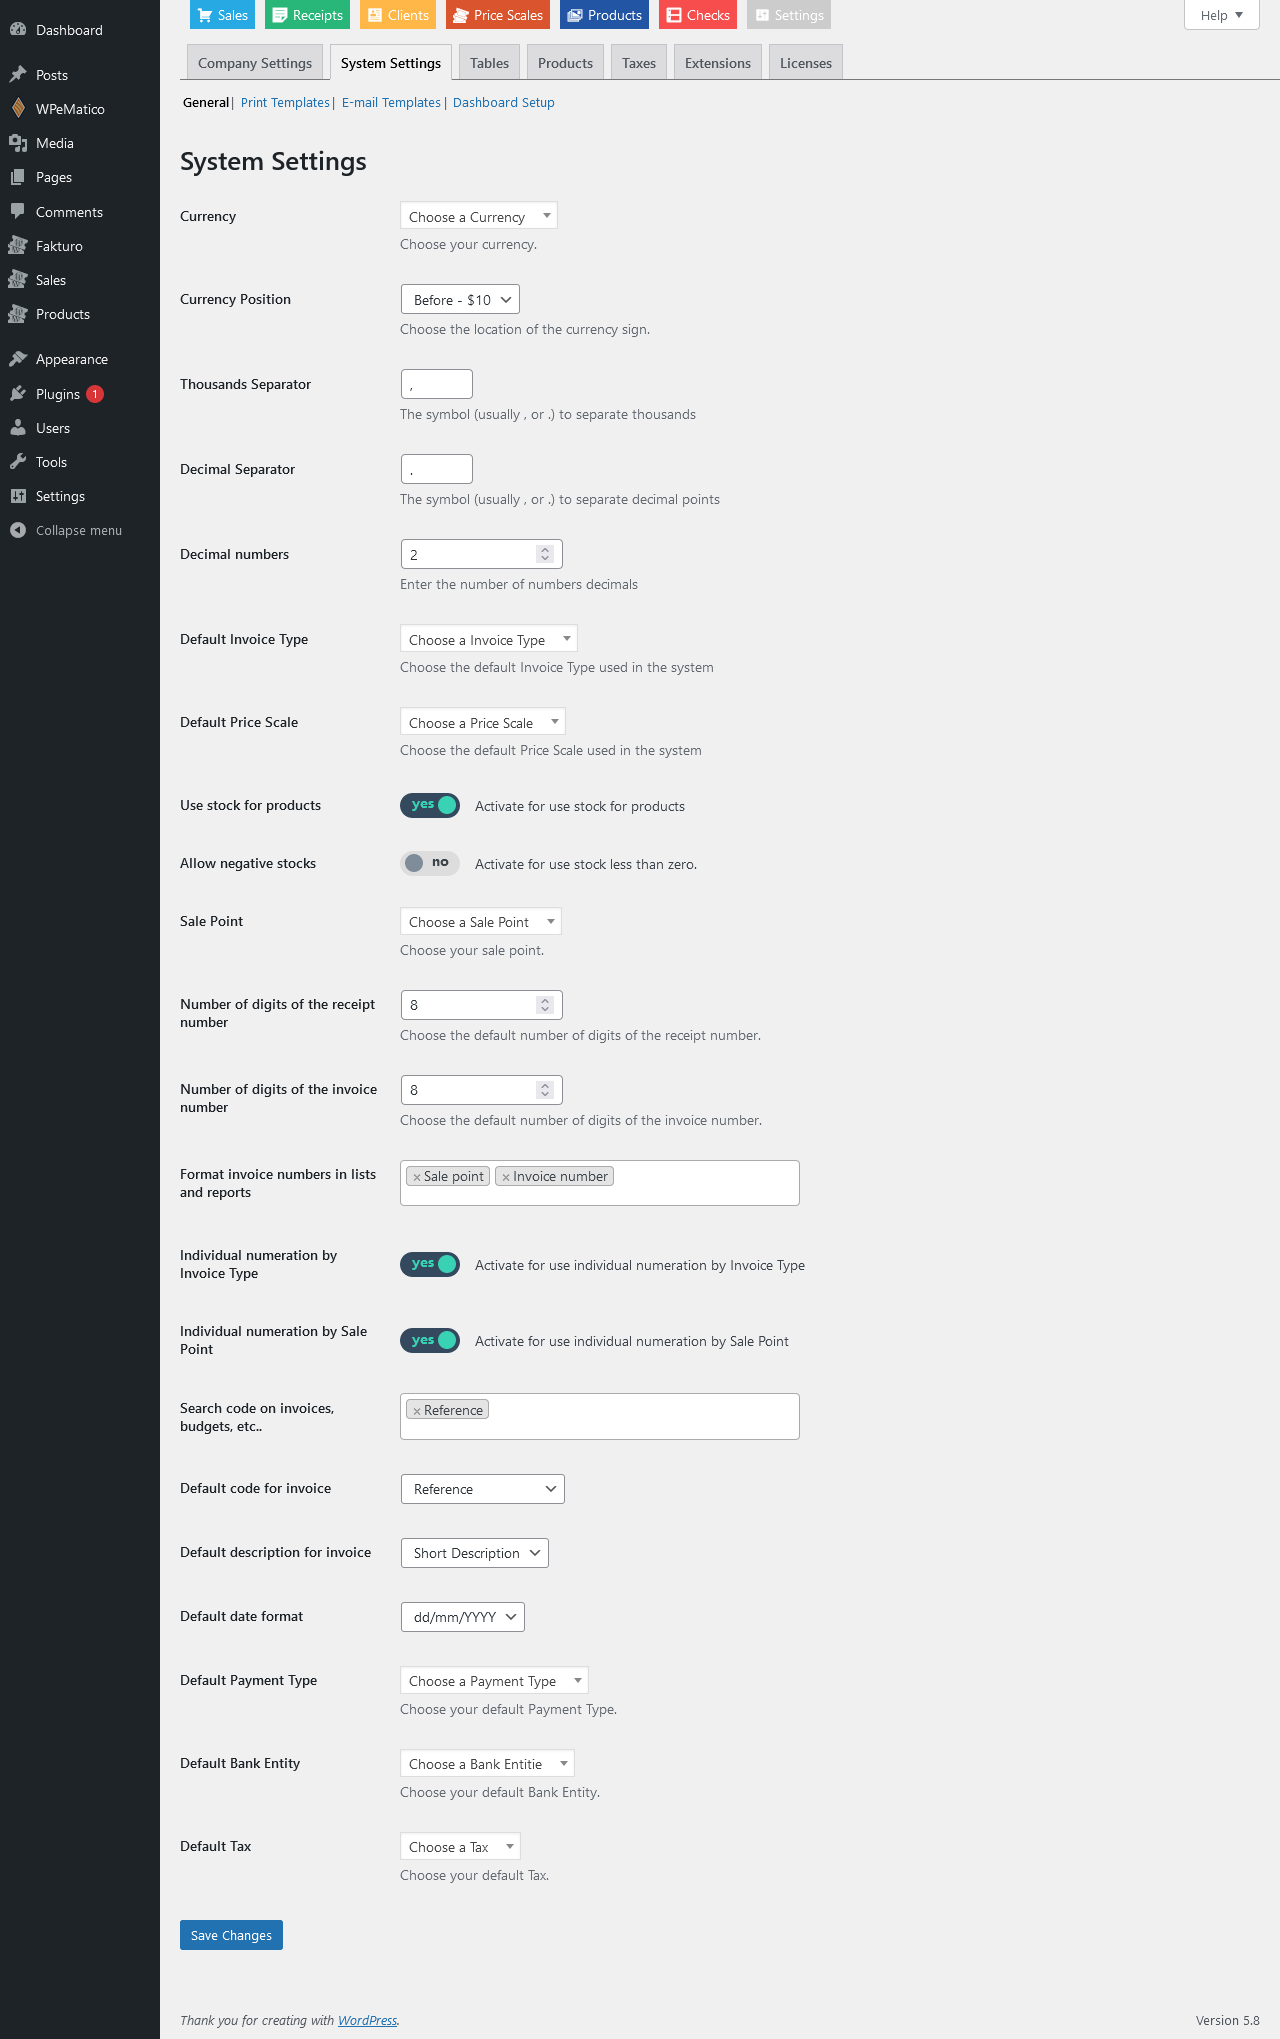 Dashboard
Posts
WPeMatico
Media
Pages
Comments
Fakturo
Sales
Products
Appearance
Plugins 1
Users
Tools
Settings
Collapse menu
Sales Receipts Clients Price Scales Products Checks Settings Help
Company Settings System Settings Tables Products Taxes Extensions Licenses
General | Print Templates | E-mail Templates | Dashboard Setup
System Settings
Currency
Choose a Currency
Choose your currency.
Currency Position
Before - $10
Choose the location of the currency sign.
Thousands Separator
,
The symbol (usually , or .) to separate thousands
Decimal Separator
.
The symbol (usually , or .) to separate decimal points
Decimal numbers
2
Enter the number of numbers decimals
Default Invoice Type
Choose a Invoice Type
Choose the default Invoice Type used in the system
Default Price Scale
Choose a Price Scale
Choose the default Price Scale used in the system
Use stock for products
yes Activate for use stock for products
Allow negative stocks
no Activate for use stock less than zero.
Sale Point
Choose a Sale Point
Choose your sale point.
Number of digits of the receipt
number
8
Choose the default number of digits of the receipt number.
Number of digits of the invoice
number
8
Choose the default number of digits of the invoice number.
Format invoice numbers in lists
and reports
× Sale point × Invoice number
Individual numeration by
Invoice Type
yes Activate for use individual numeration by Invoice Type
Individual numeration by Sale
Point
yes Activate for use individual numeration by Sale Point
Search code on invoices,
budgets, etc..
× Reference
Default code for invoice
Reference
Default description for invoice
Short Description
Default date format
dd/mm/YYYY
Default Payment Type
Choose a Payment Type
Choose your default Payment Type.
Default Bank Entity
Choose a Bank Entitie
Choose your default Bank Entity.
Default Tax
Choose a Tax
Choose your default Tax.
Save Changes
Thank you for creating with WordPress.
Version 5.8